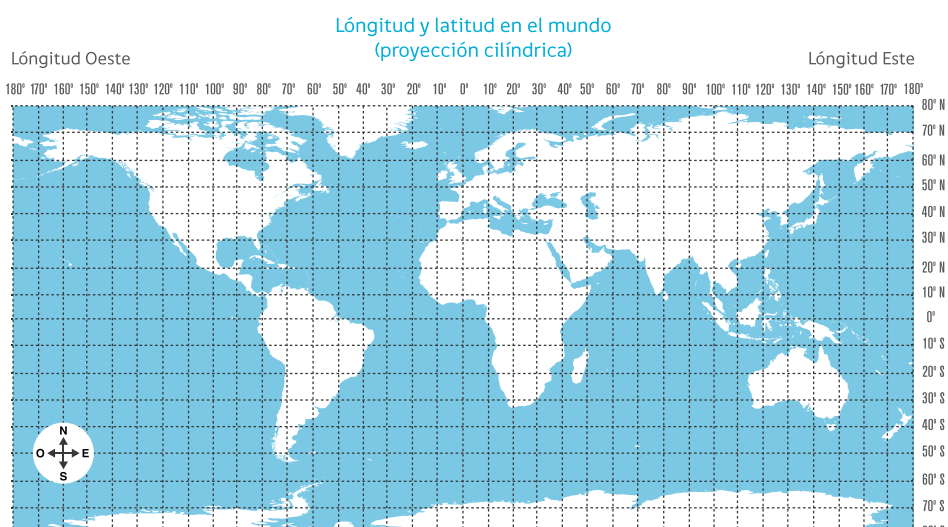 Lóngitud y latitud en el mundo
(proyección cilíndrica)
Lóngitud Oeste
Lóngitud Este
180° 170° 160° 150° 140° 130° 120° 110° 100° 90° 80° 70° 60° 50° 40° 30° 20° 10° 0° 10° 20° 30° 40° 50° 60° 70° 80° 90° 100° 110° 120° 130° 140° 150° 160° 170° 180°
80° N
70° N
60° N
50° N
40° N
30° N
20° N
10° N
0°
10° S
20° S
30° S
40° S
50° S
60° S
70° S
N
O E
S